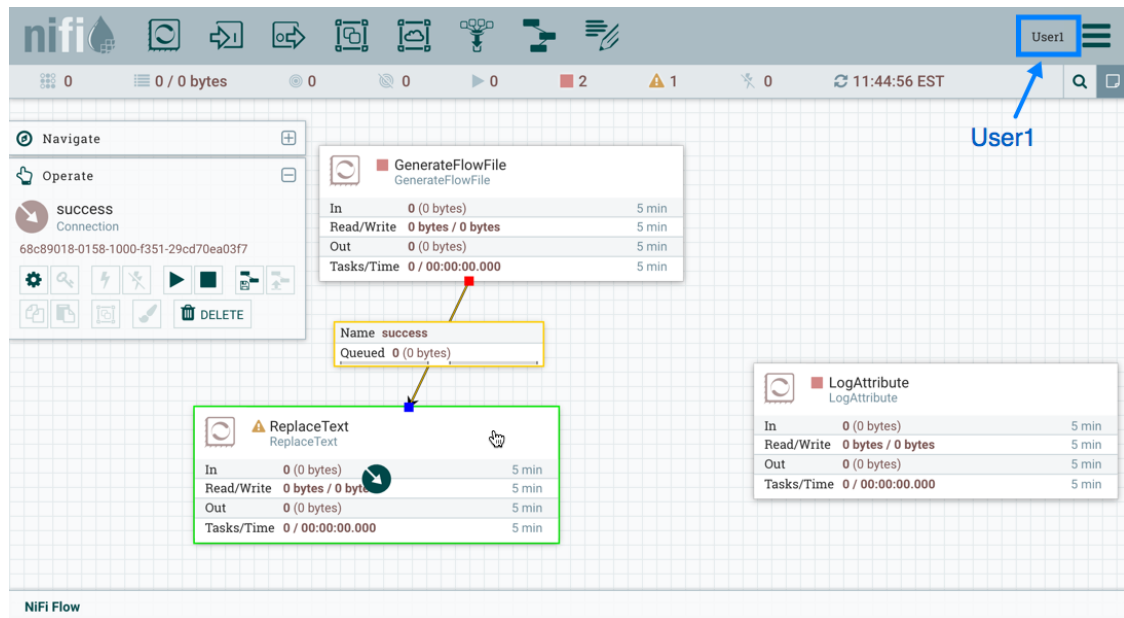 nifi
User1
0
0 / 0 bytes
0
0
0
2
1
0
11:44:56 EST
User1
Navigate
Operate
success
Connection
68c89018-0158-1000-f351-29cd70ea03f7
DELETE
GenerateFlowFile
GenerateFlowFile
In 0 (0 bytes) 5 min
Read/Write 0 bytes / 0 bytes 5 min
Out 0 (0 bytes) 5 min
Tasks/Time 0 / 00:00:00.000 5 min
Name success
Queued 0 (0 bytes)
ReplaceText
ReplaceText
In 0 (0 bytes) 5 min
Read/Write 0 bytes / 0 byte 5 min
Out 0 (0 bytes) 5 min
Tasks/Time 0 / 00:00:00.000 5 min
LogAttribute
LogAttribute
In 0 (0 bytes) 5 min
Read/Write 0 bytes / 0 bytes 5 min
Out 0 (0 bytes) 5 min
Tasks/Time 0 / 00:00:00.000 5 min
NiFi Flow